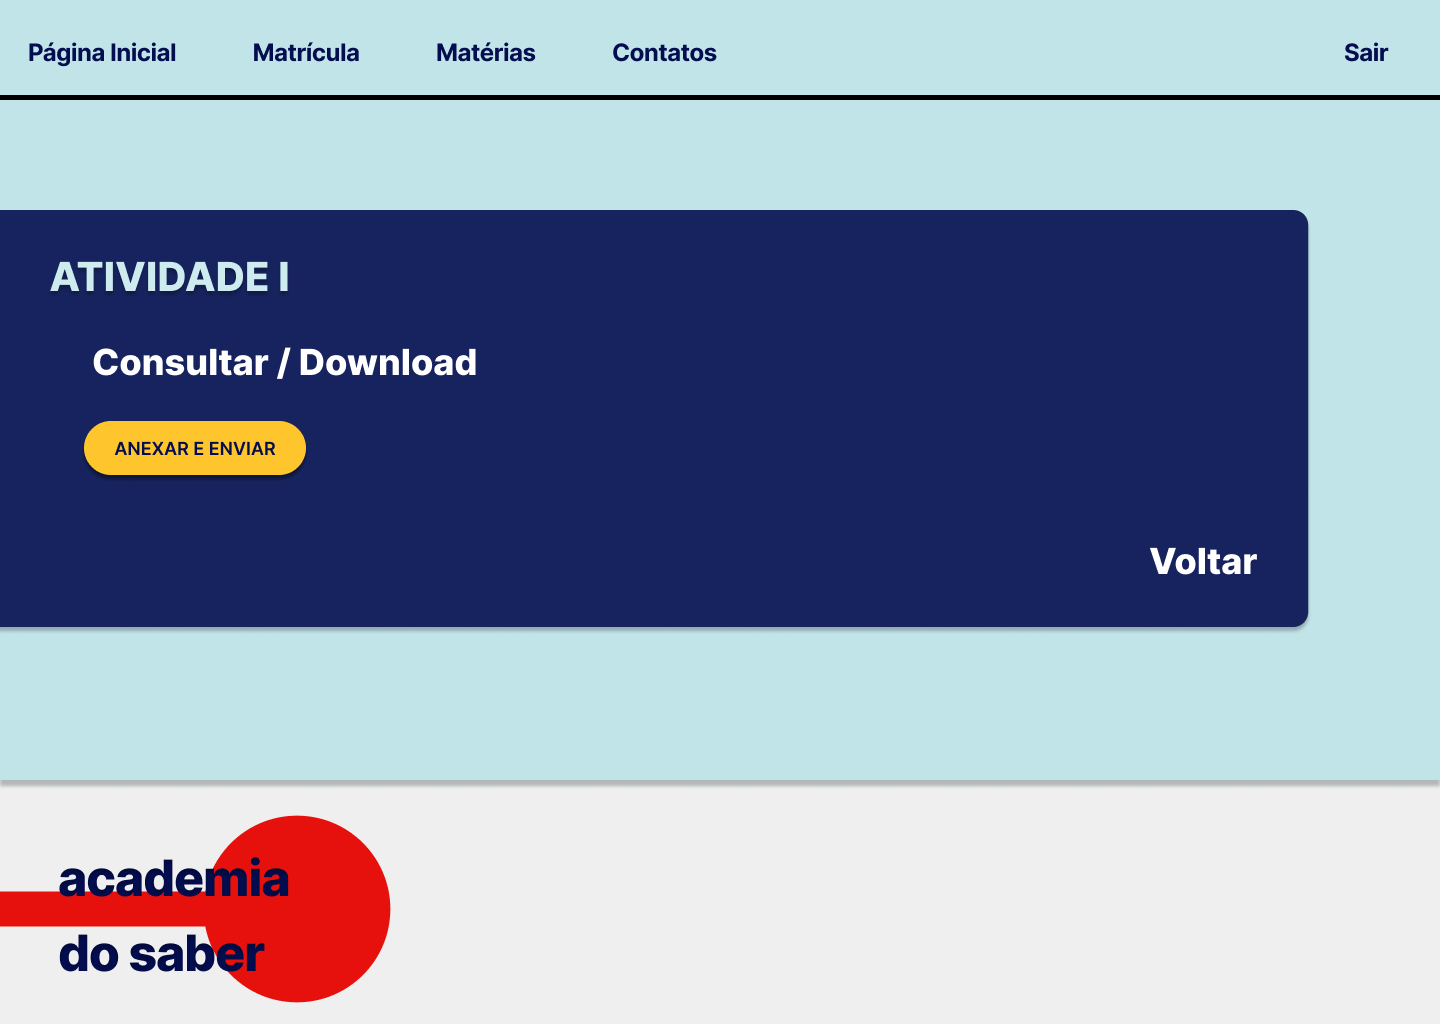 Página Inicial Matrícula Matérias Contatos Sair
ATIVIDADE I
Consultar / Download
ANEXAR E ENVIAR
Voltar
academia
do saber